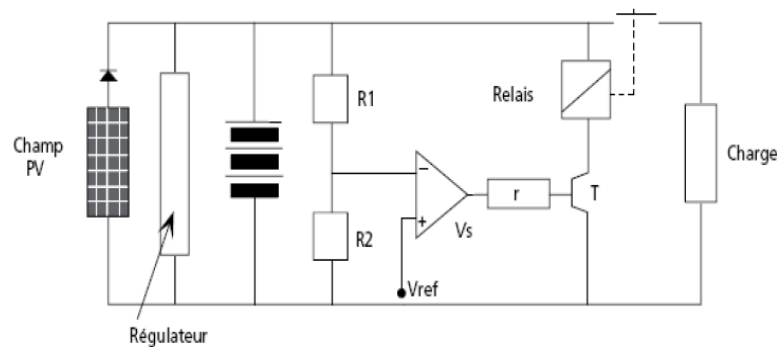 Champ
PV
Régulateur
R1
R2
−
+
Vref
Vs
r
T
Relais
Charge